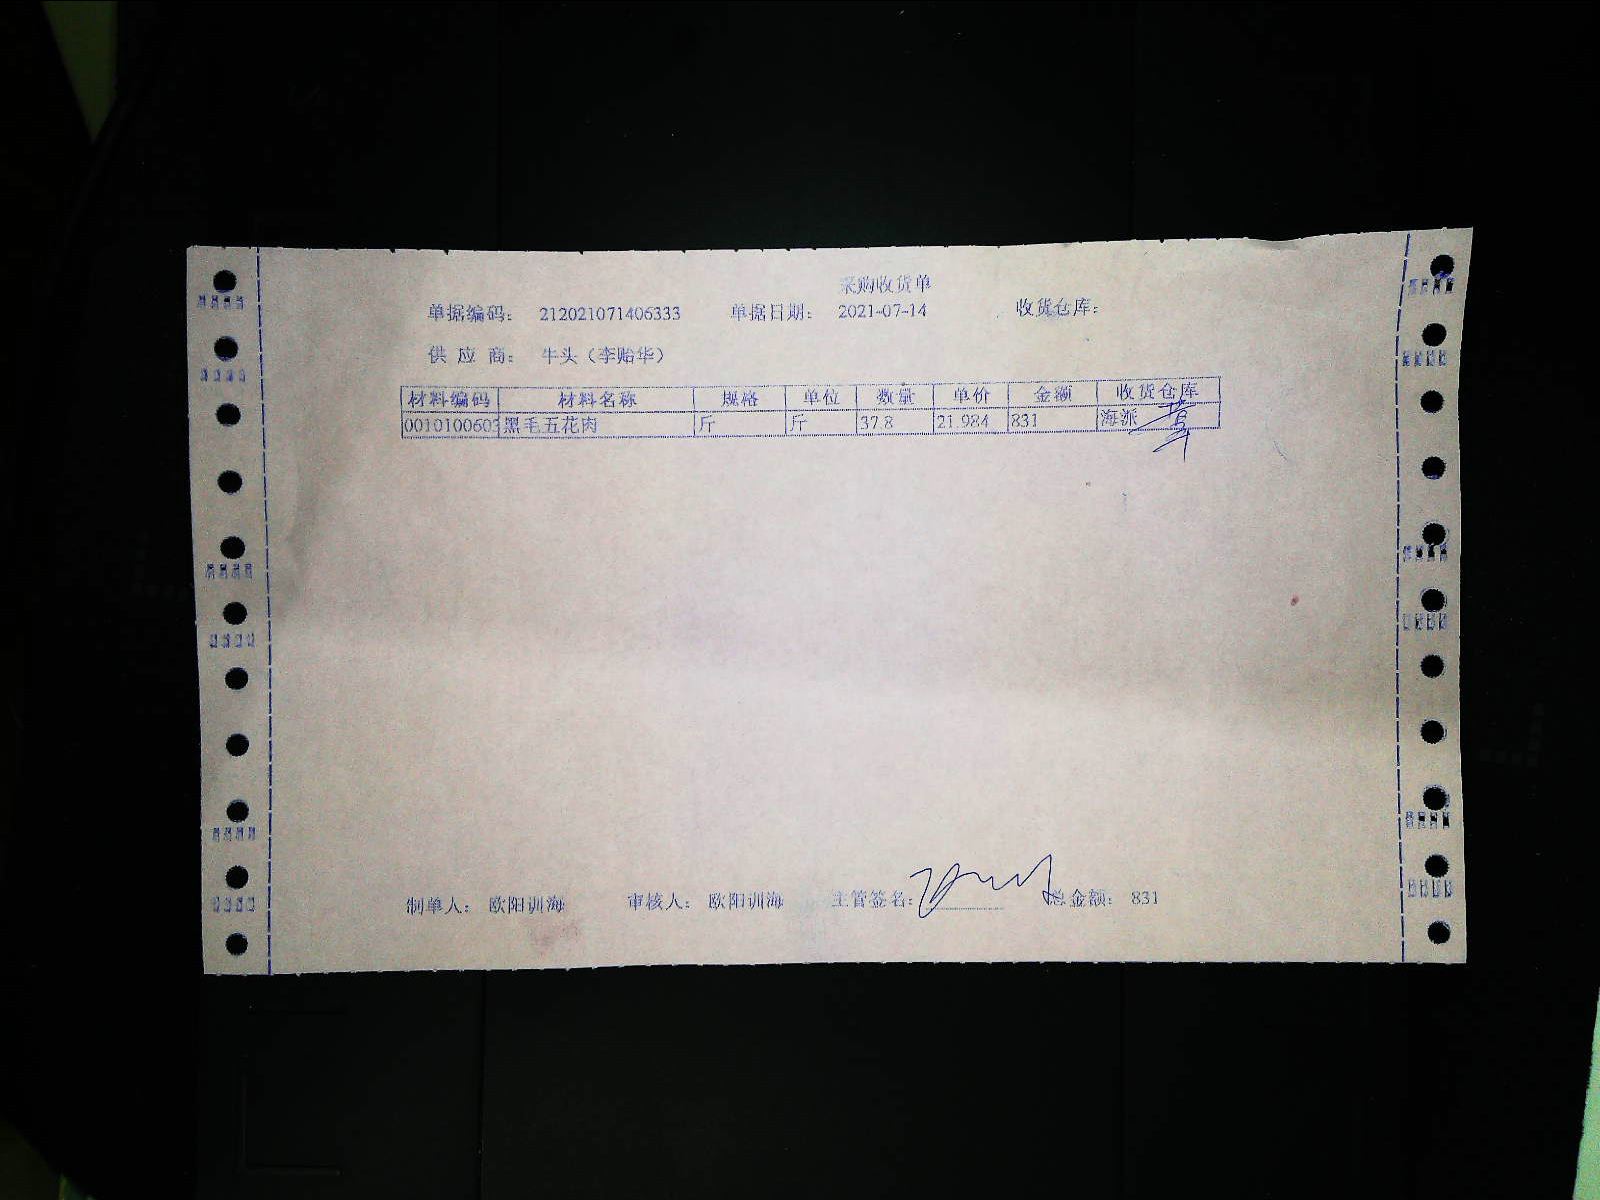 采购收货单
单据编码: 212021071406333 单据日期: 2021-07-14 收货仓库:
供 应 商: 牛头（李贻华）
材料编码 材料名称 规格 单位 数量 单价 金额 收货仓库
0010100603 黑毛五花肉 斤 斤 37.8 21.984 831 海派
制单人: 欧阳训海 审核人: 欧阳训海 主管签名: 总金额: 831